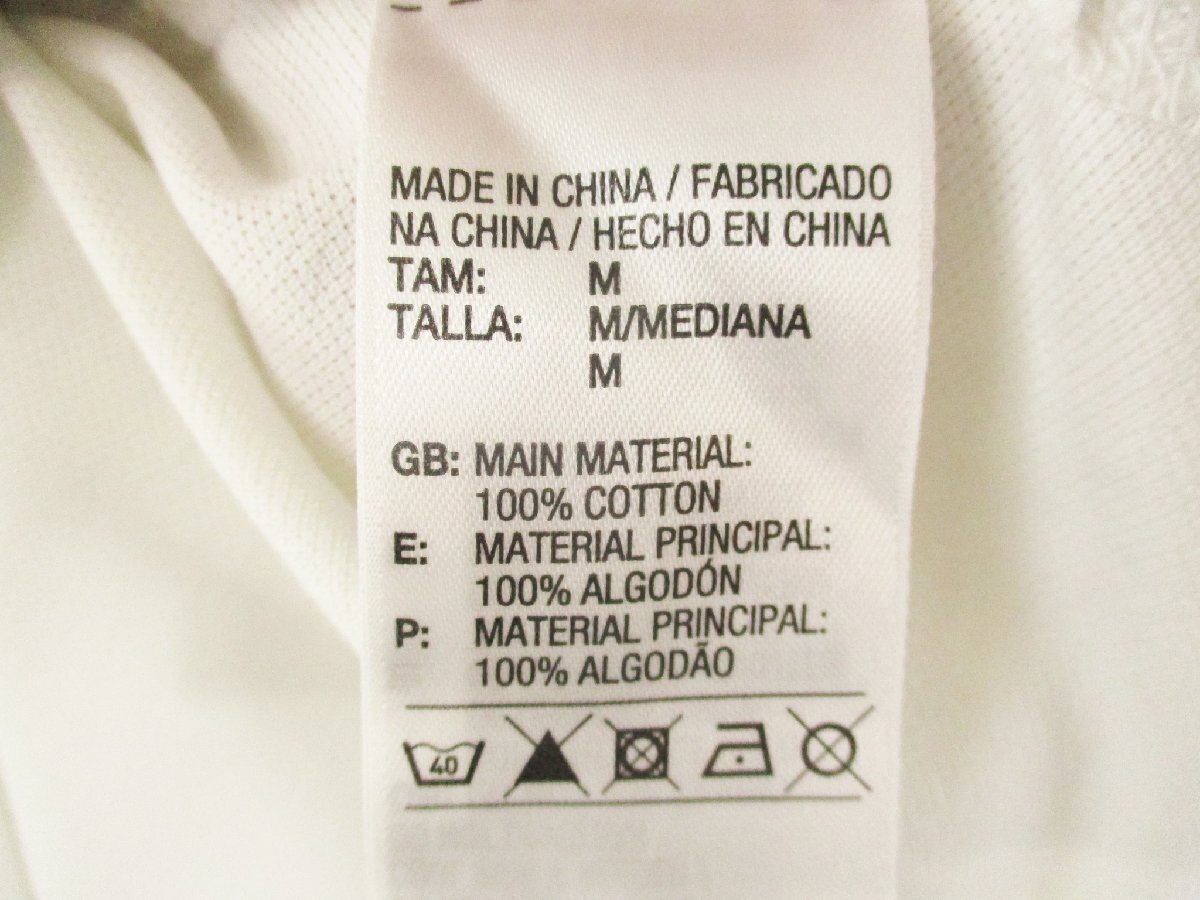 MADE IN CHINA / FABRICADO
NA CHINA / HECHO EN CHINA
TAM: M
TALLA: M/MEDIANA
M
GB: MAIN MATERIAL:
100% COTTON
E: MATERIAL PRINCIPAL:
100% ALGODÓN
P: MATERIAL PRINCIPAL:
100% ALGODÃO
40